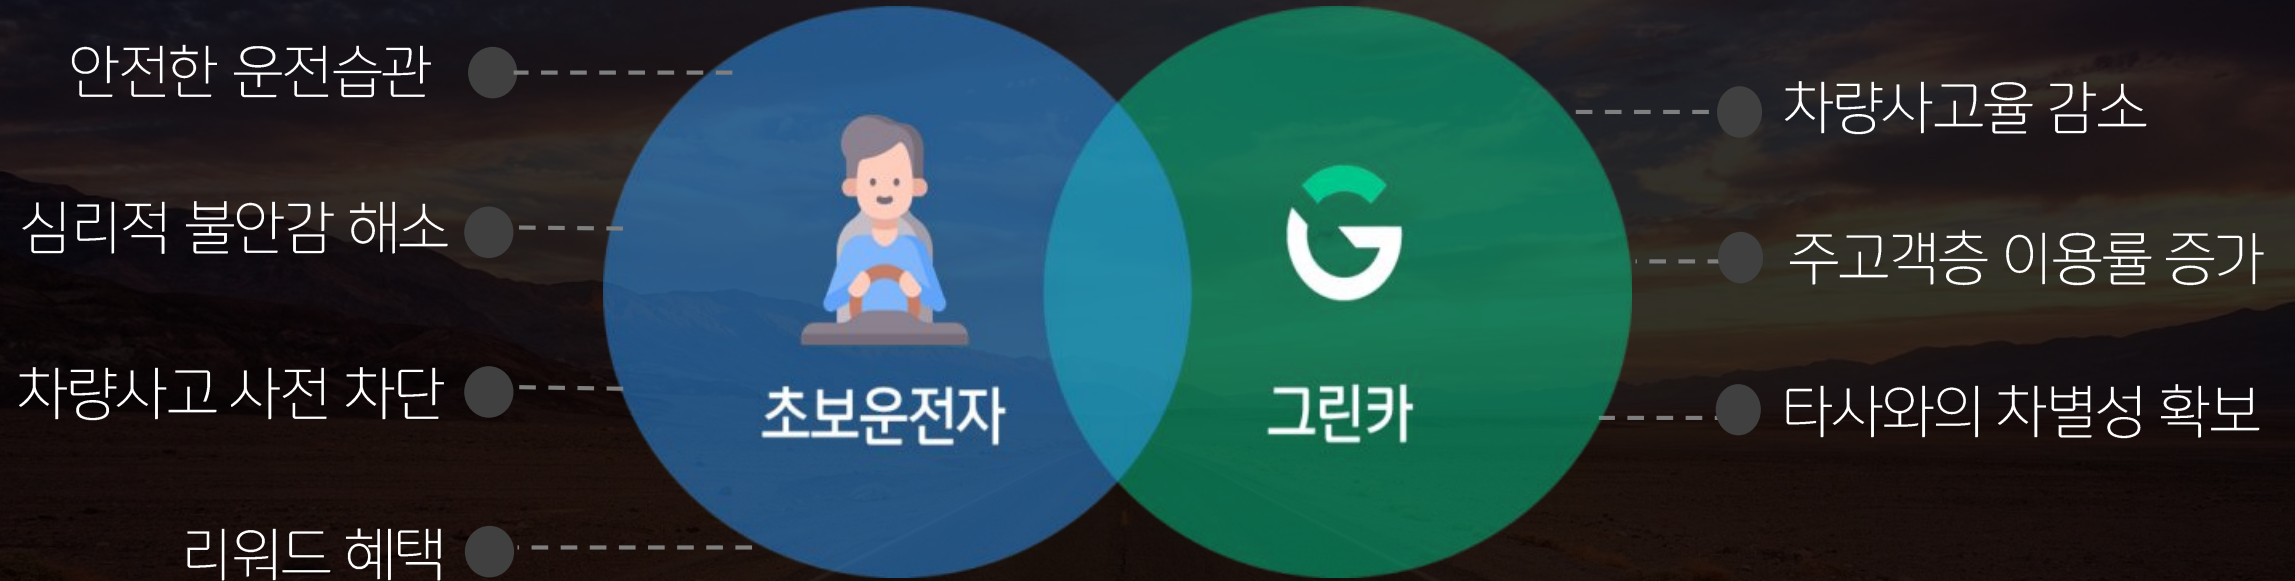 안전한 운전습관
심리적 불안감 해소
차량사고 사전 차단
리워드 혜택
초보운전자
그린카
차량사고율 감소
주고객층 이용률 증가
타사와의 차별성 확보